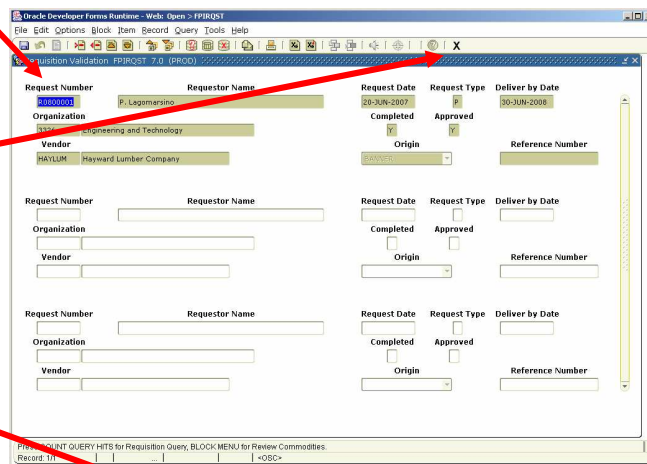 Oracle Developer Forms Runtime - Web: Open > FPIRQST
File Edit Options Block Item Record Query Tools Help
X
Requisition Validation FPIRQST 7.0 (PROD)
Request Number Requestor Name Request Date Request Type Deliver by Date
R0800001 P. Lagomarsino 20-JUN-2007 P 30-JUN-2008
Organization Completed Approved
Engineering and Technology Y Y
Vendor Origin Reference Number
HAYLUM Hayward Lumber Company BANNER
Request Number Requestor Name Request Date Request Type Deliver by Date
Organization Completed Approved
Vendor Origin Reference Number
Request Number Requestor Name Request Date Request Type Deliver by Date
Organization Completed Approved
Vendor Origin Reference Number
COUNT QUERY HITS for Requisition Query, BLOCK MENU for Review Commodities.
Record: 1/1 ... <OSC>